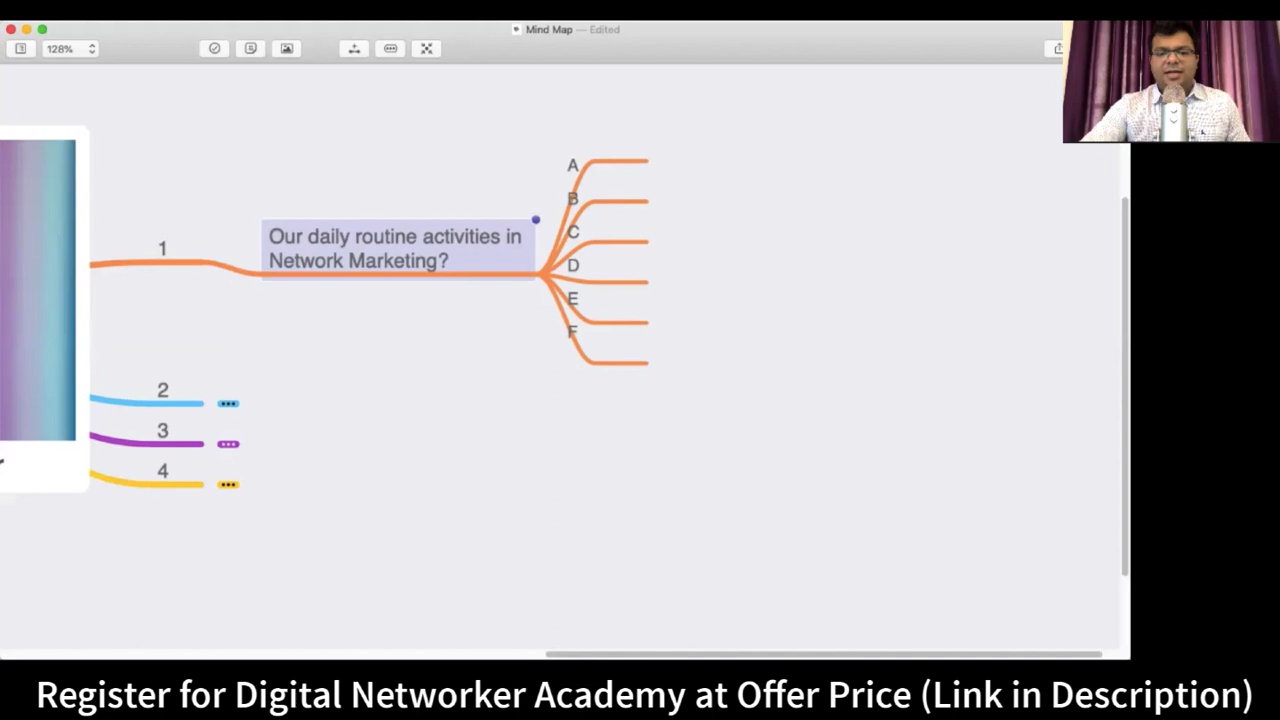 Mind Map — Edited
128%
A
B
1
Our daily routine activities in
Network Marketing?
C
D
E
F
2
3
4
Register for Digital Networker Academy at Offer Price (Link in Description)